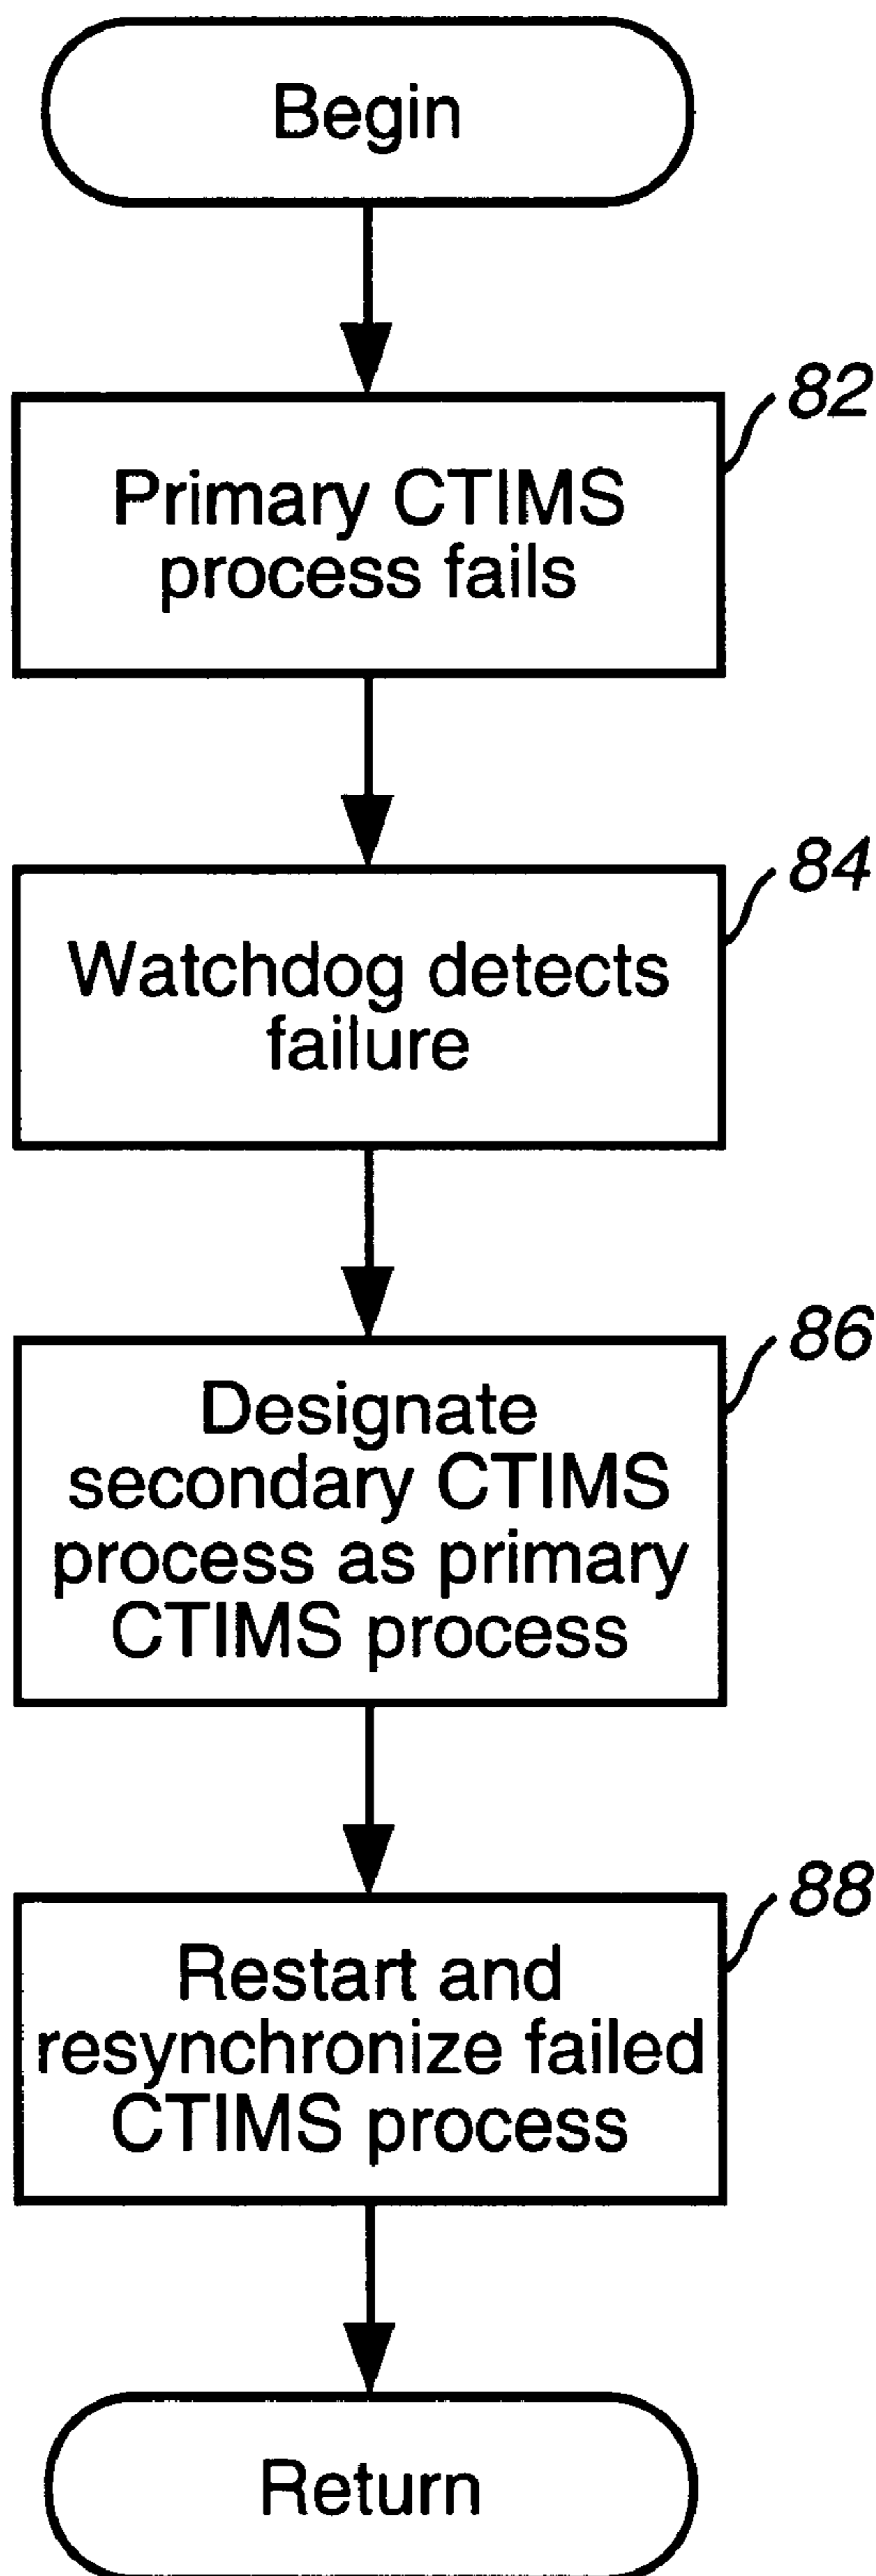 Begin
82
Primary CTIMS
process fails
84
Watchdog detects
failure
86
Designate
secondary CTIMS
process as primary
CTIMS process
88
Restart and
resynchronize failed
CTIMS process
Return